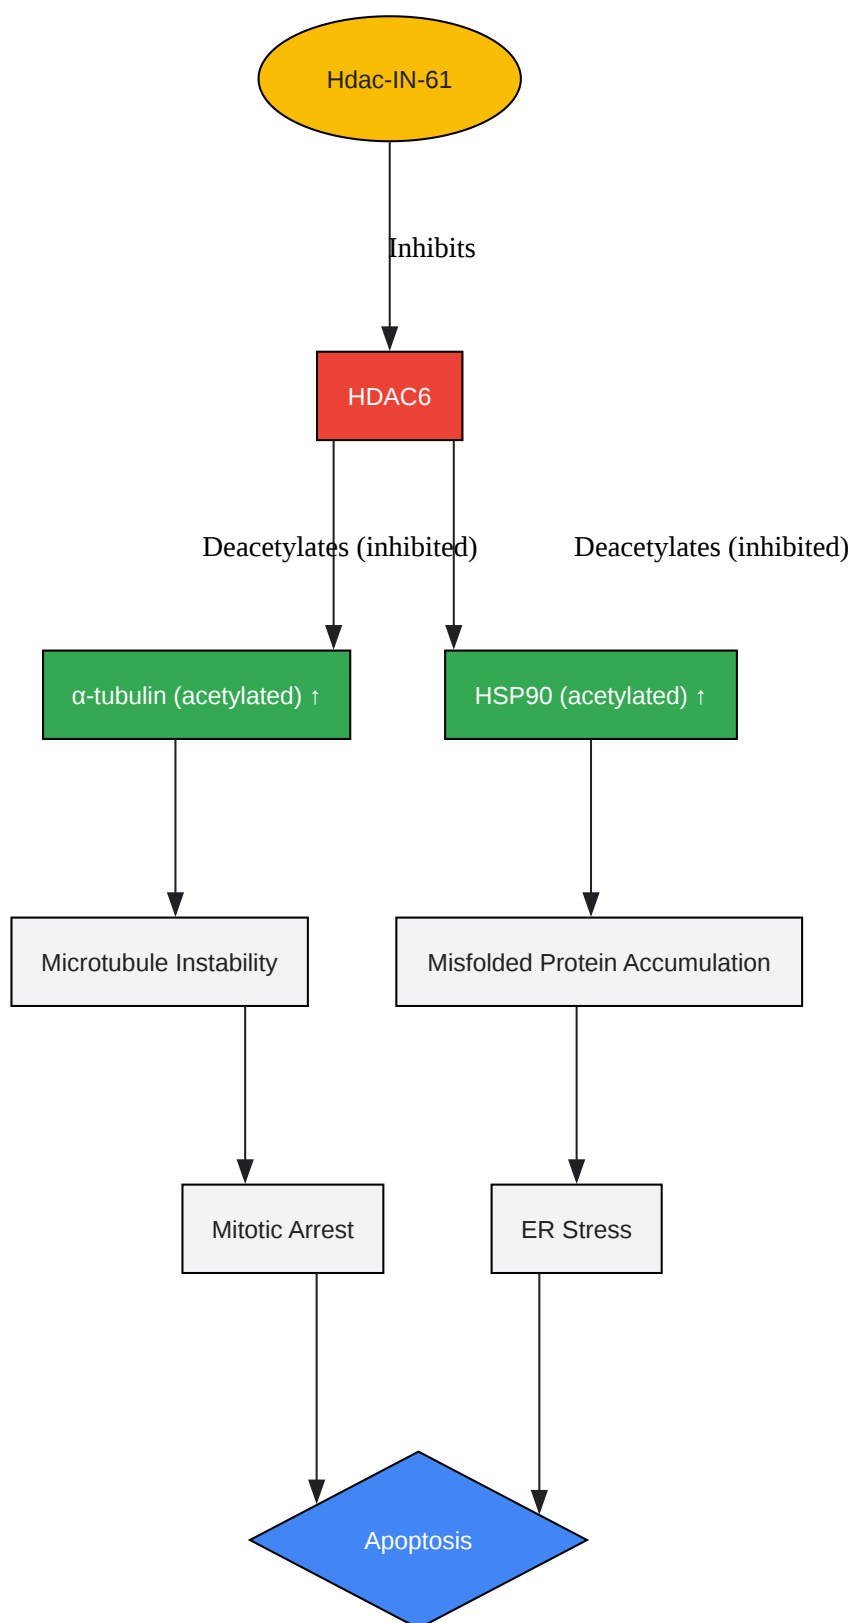 Hdac-IN-61
Inhibits
HDAC6
Deacetylates (inhibited)
Deacetylates (inhibited)
α-tubulin (acetylated) ↑
HSP90 (acetylated) ↑
Microtubule Instability
Misfolded Protein Accumulation
Mitotic Arrest
ER Stress
Apoptosis